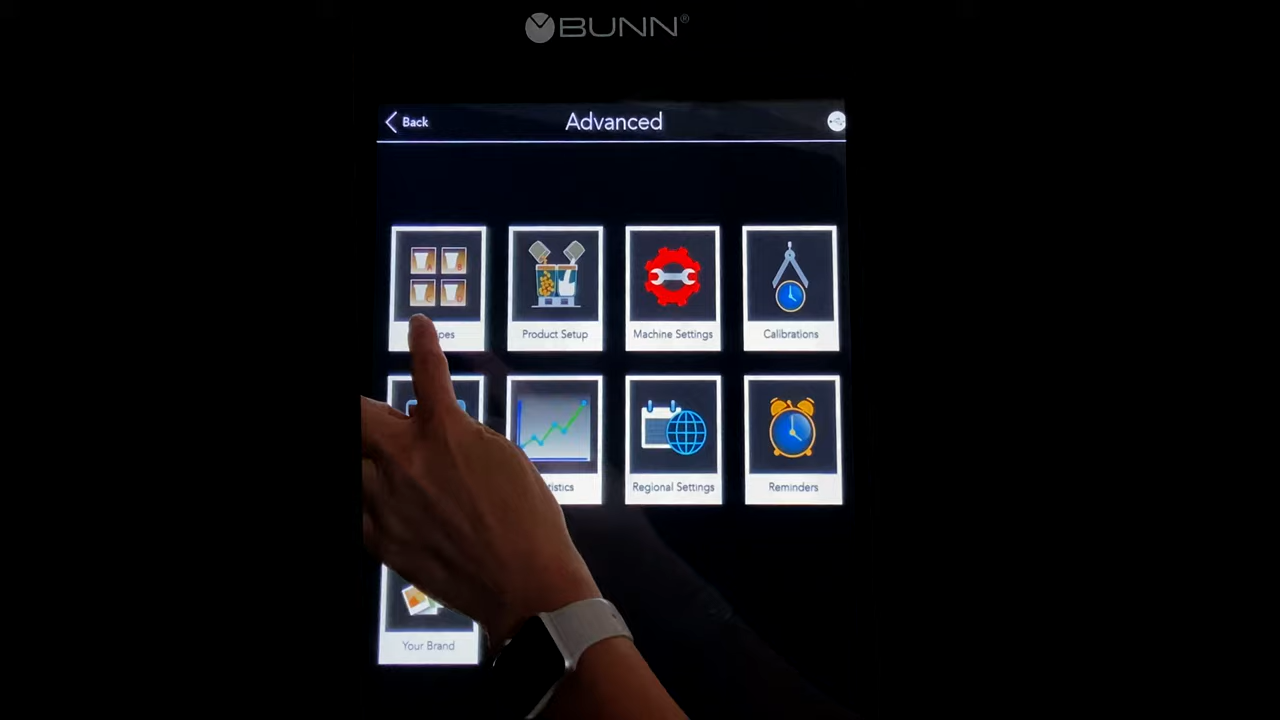 BUNN®
Back
Advanced
Product Setup
Machine Settings
Calibrations
Regional Settings
Reminders
Your Brand